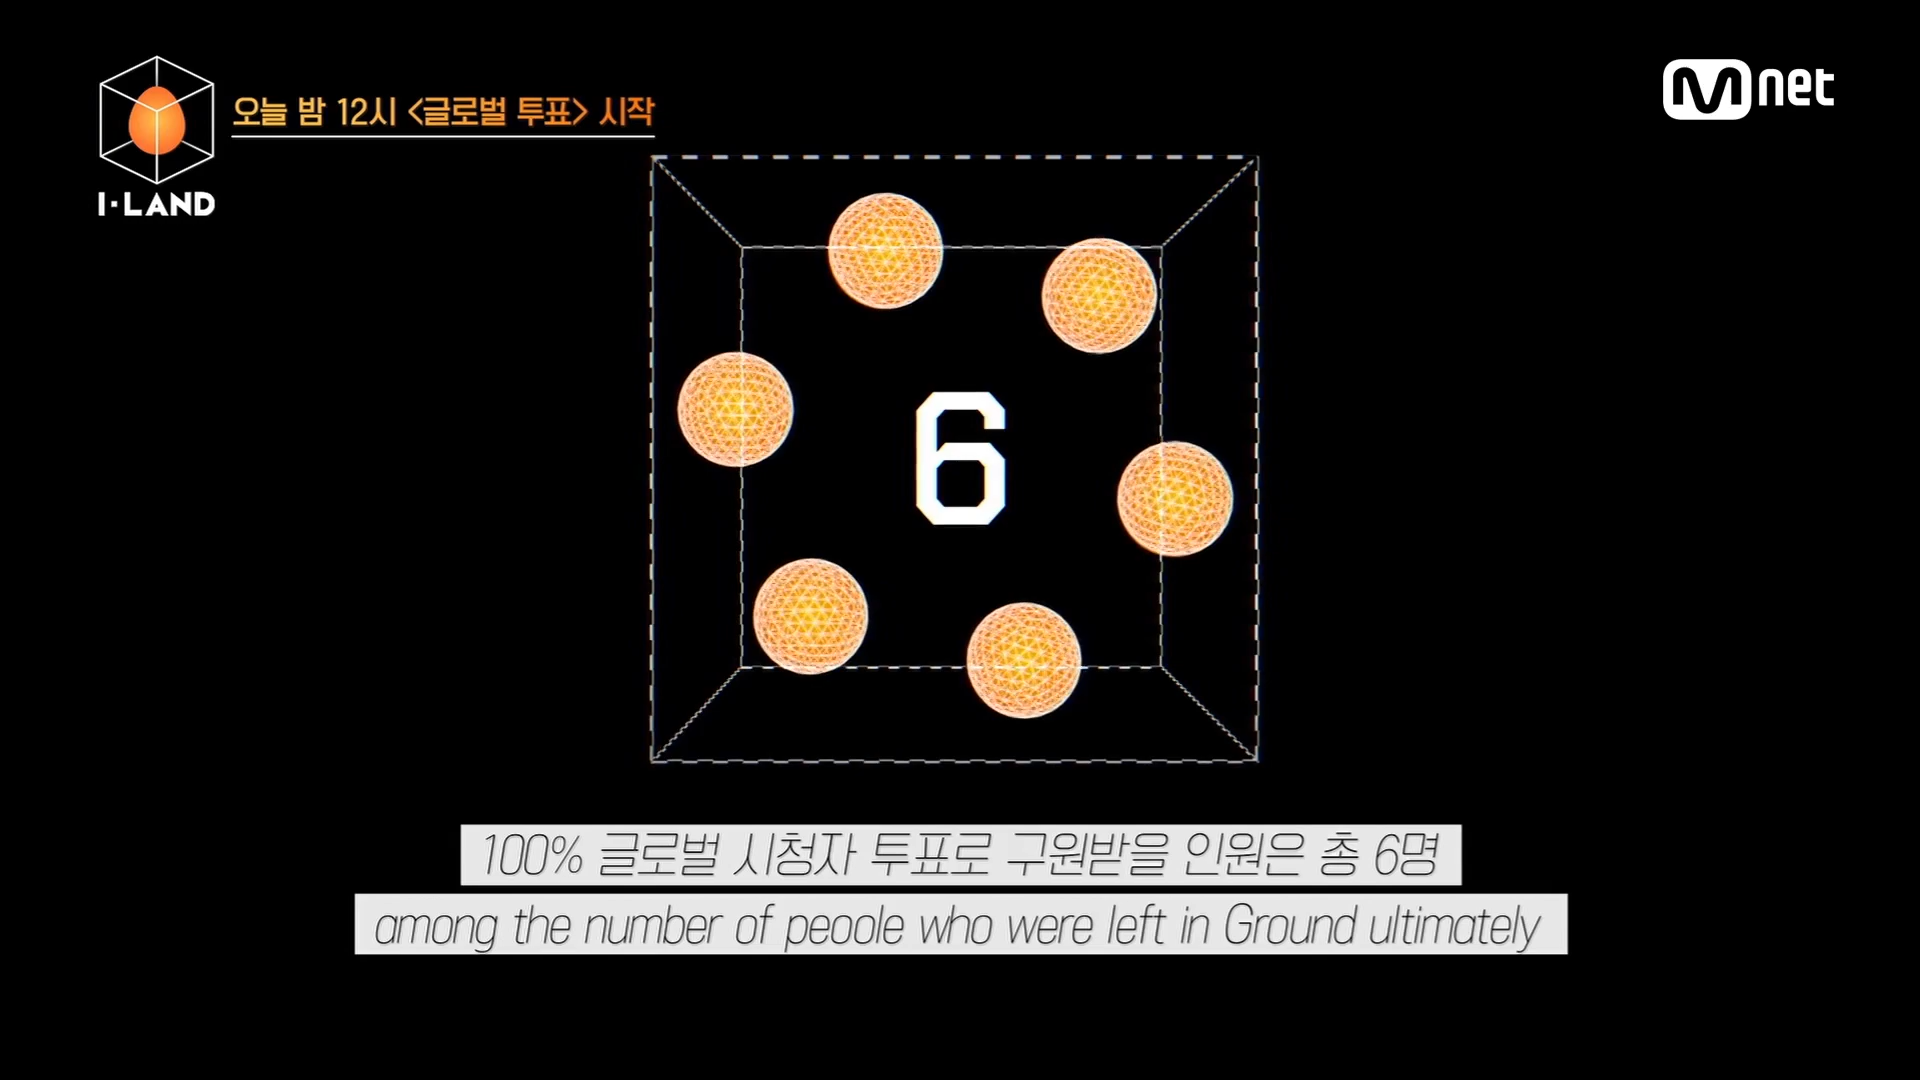 오늘 밤 12시 <글로벌 투표> 시작
I·LAND
Mnet
6
100% 글로벌 시청자 투표로 구원받을 인원은 총 6명
among the number of peoole who were left in Ground ultimately